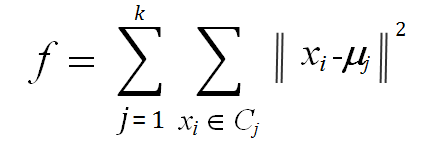 f = ∑_{j=1}^{k} ∑_{x_i ∈ C_j} ‖ x_i - μ_j ‖²